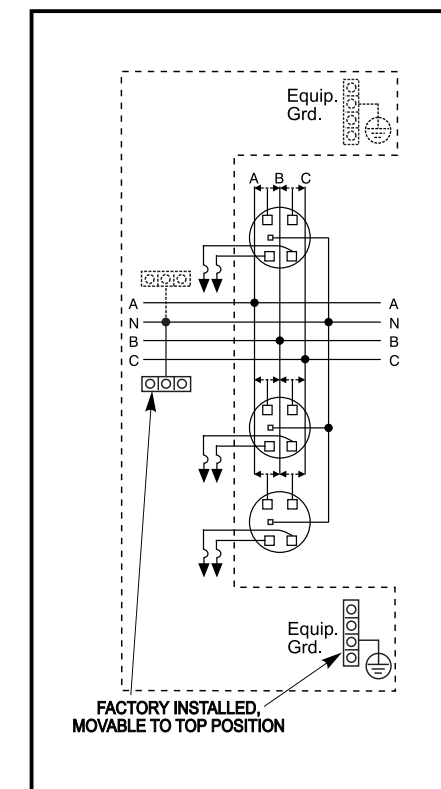 Equip.
Grd.
A B C
A A
N N
B B
C C
Equip.
Grd.
FACTORY INSTALLED,
MOVABLE TO TOP POSITION